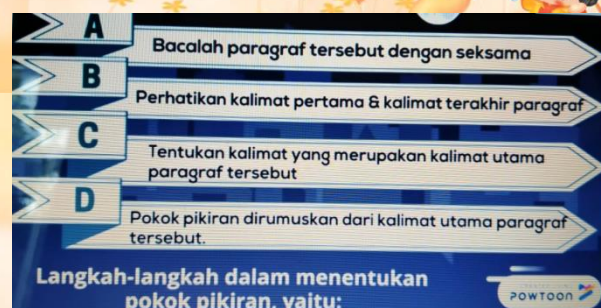 A
Bacalah paragraf tersebut dengan seksama
B
Perhatikan kalimat pertama & kalimat terakhir paragraf
C
Tentukan kalimat yang merupakan kalimat utama
paragraf tersebut
D
Pokok pikiran dirumuskan dari kalimat utama paragraf
tersebut.
Langkah-langkah dalam menentukan
pokok pikiran, yaitu:
POWTOON